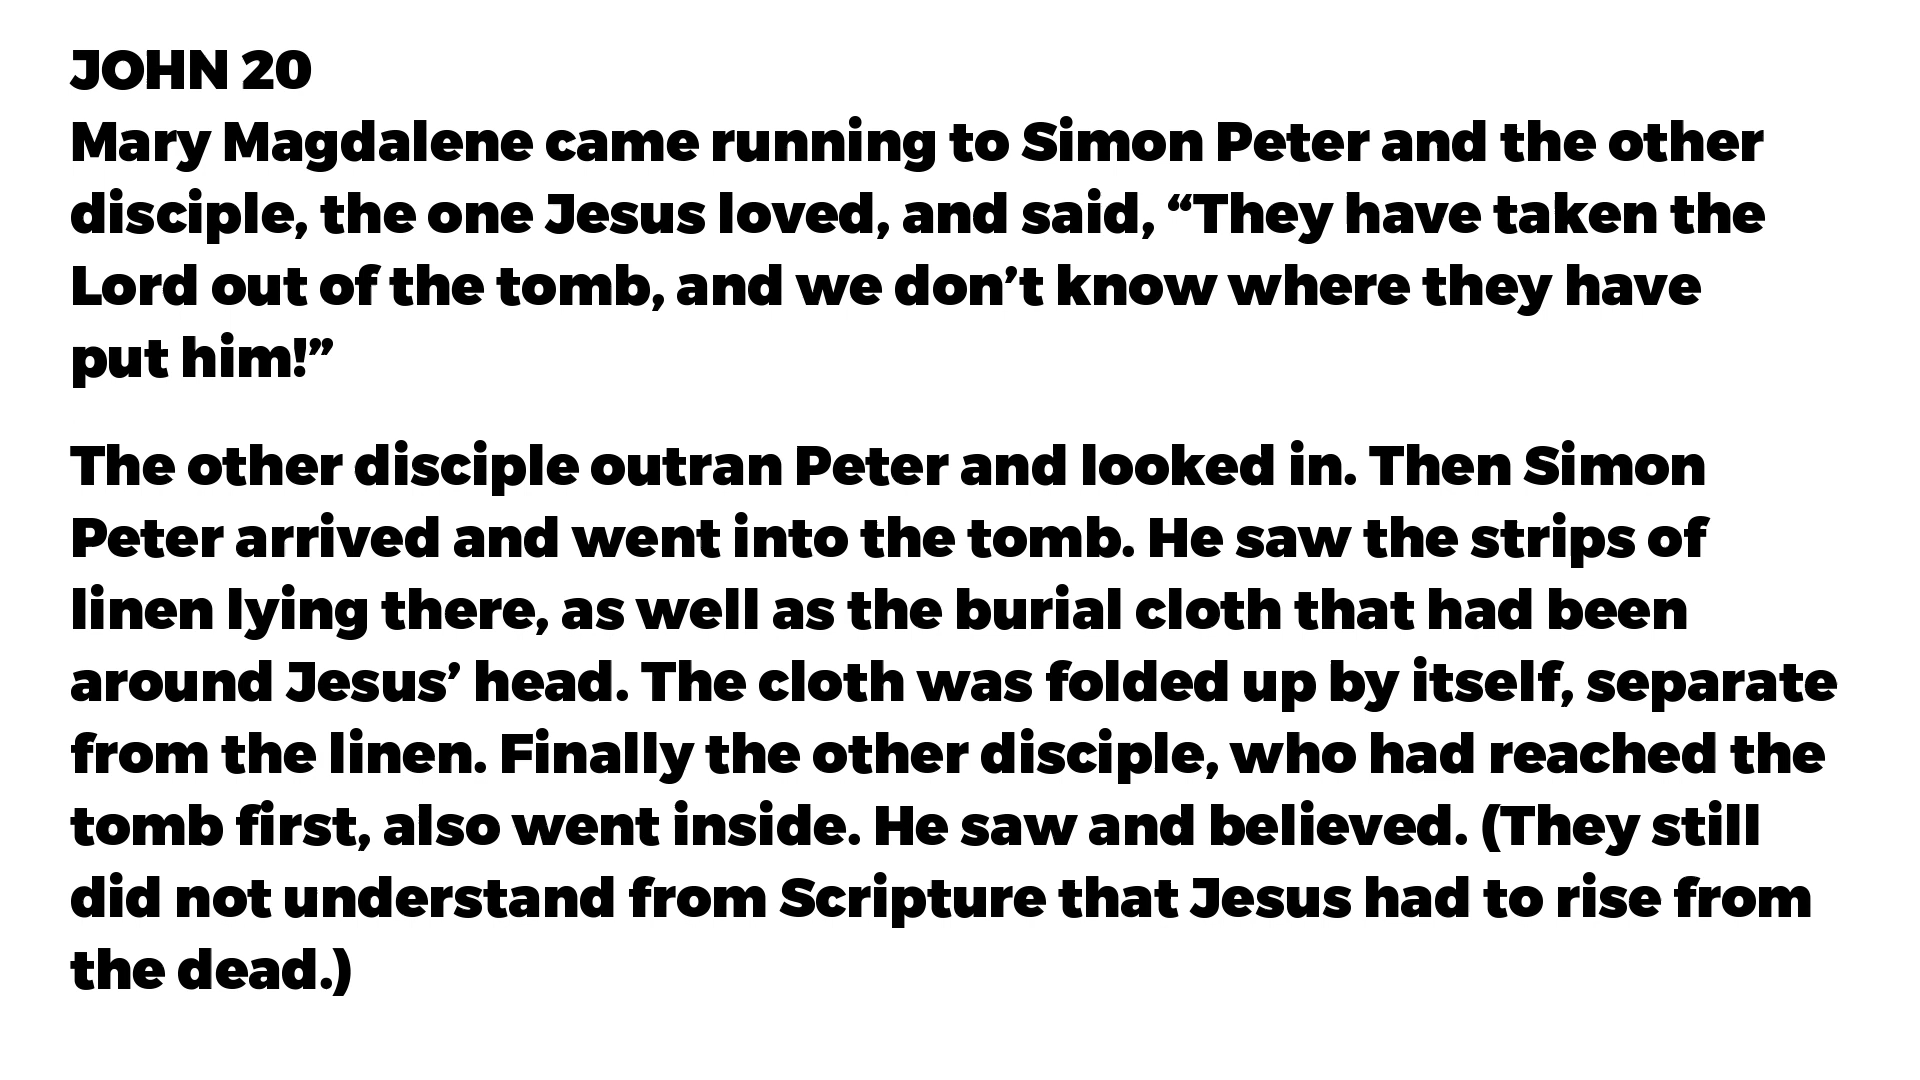 JOHN 20
Mary Magdalene came running to Simon Peter and the other
disciple, the one Jesus loved, and said, “They have taken the
Lord out of the tomb, and we don’t know where they have
put him!”
The other disciple outran Peter and looked in. Then Simon
Peter arrived and went into the tomb. He saw the strips of
linen lying there, as well as the burial cloth that had been
around Jesus’ head. The cloth was folded up by itself, separate
from the linen. Finally the other disciple, who had reached the
tomb first, also went inside. He saw and believed. (They still
did not understand from Scripture that Jesus had to rise from
the dead.)